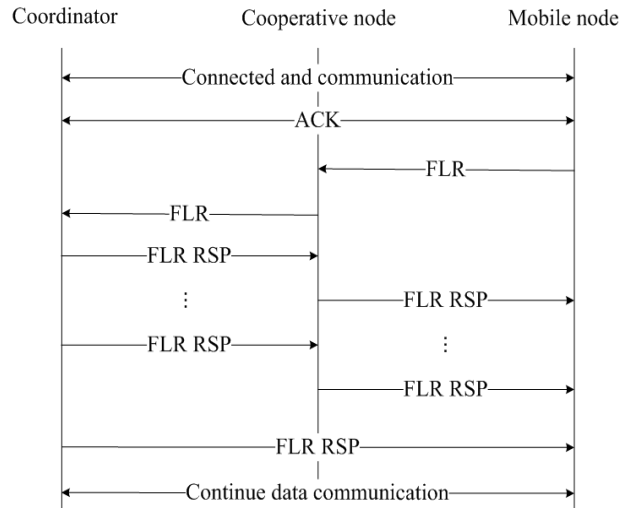 Coordinator Cooperative node Mobile node
Connected and communication
ACK
FLR
FLR
FLR RSP
⋮
FLR RSP
FLR RSP
⋮
FLR RSP
FLR RSP
Continue data communication